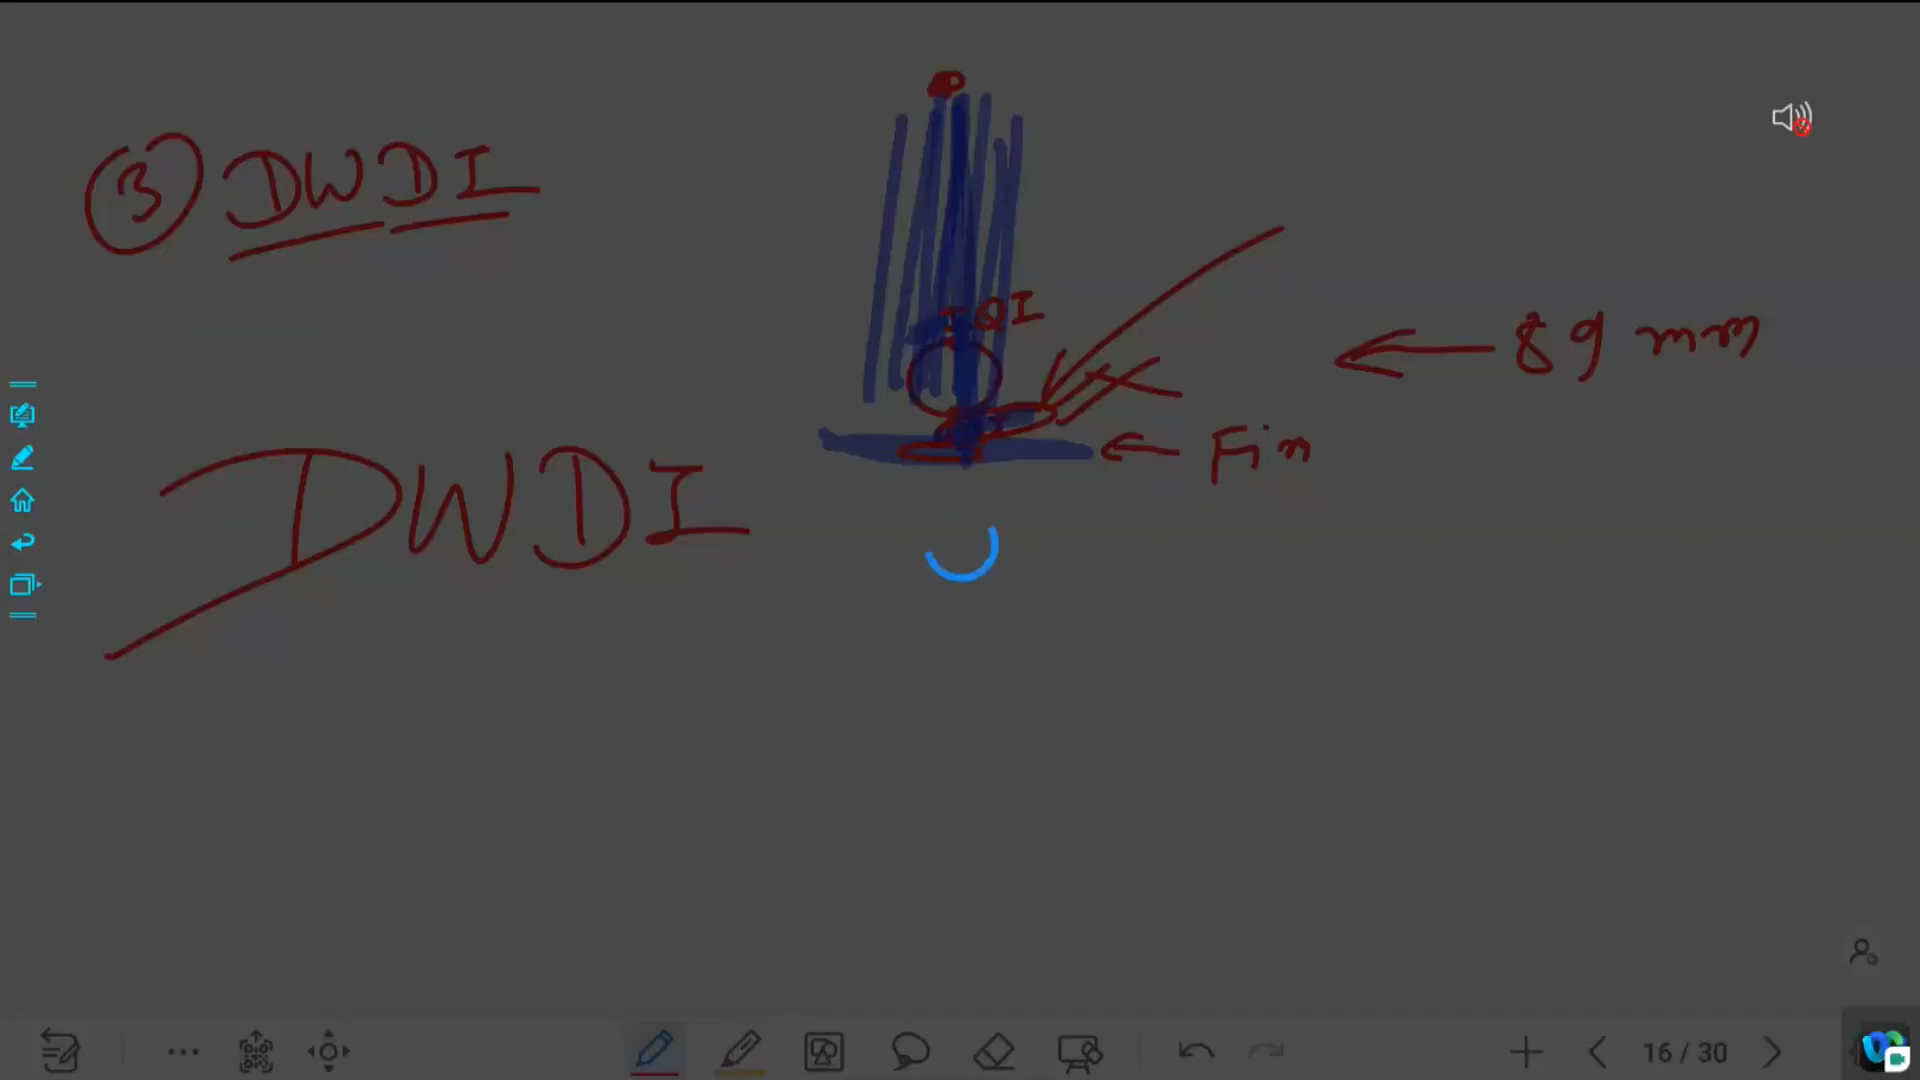 3 DWDI
IQI
← 89 mm
← Fin
DWDI
16 / 30